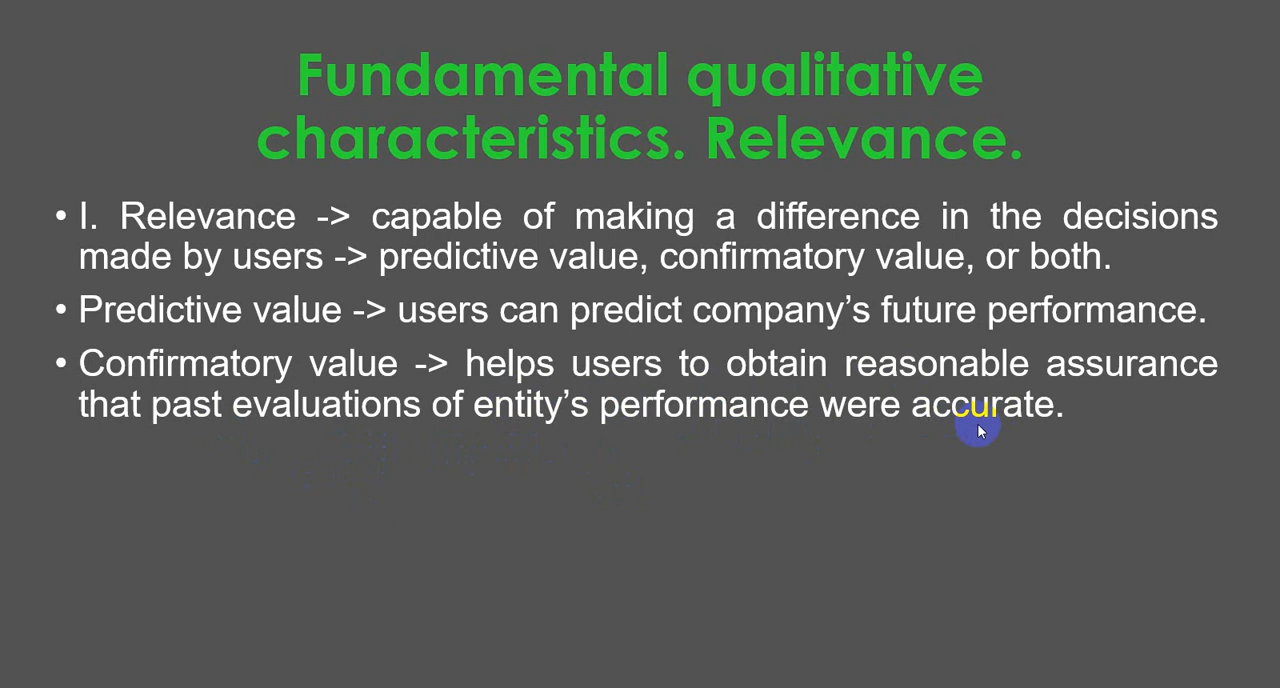 Fundamental qualitative
characteristics. Relevance.
• I. Relevance -> capable of making a difference in the decisions
made by users -> predictive value, confirmatory value, or both.
• Predictive value -> users can predict company’s future performance.
• Confirmatory value -> helps users to obtain reasonable assurance
that past evaluations of entity’s performance were accurate.